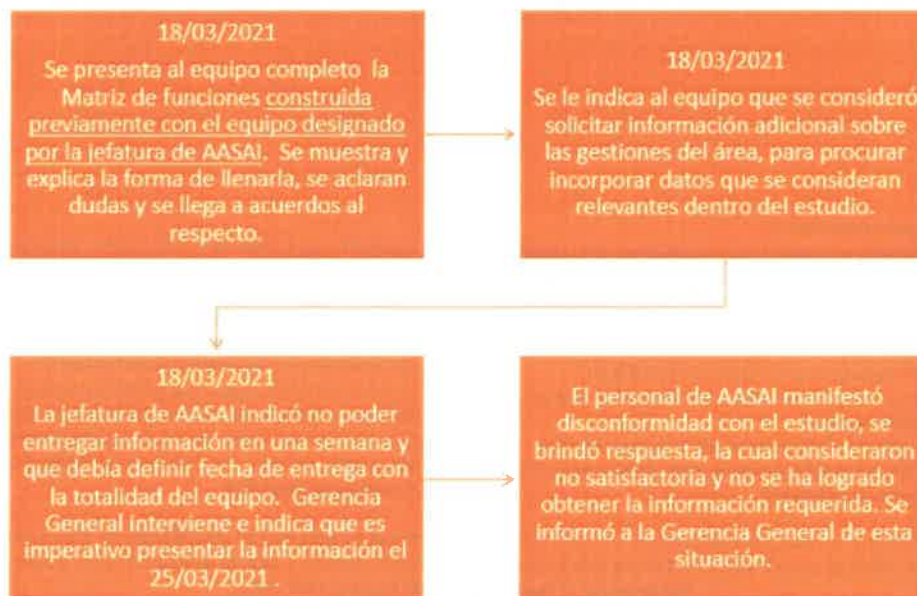 18/03/2021
Se presenta al equipo completo la
Matriz de funciones construida
previamente con el equipo designado
por la jefatura de AASAI. Se muestra y
explica la forma de llenarla, se aclaran
dudas y se llega a acuerdos al
respecto.
18/03/2021
Se le indica al equipo que se consideró
solicitar información adicional sobre
las gestiones del área, para procurar
incorporar datos que se consideran
relevantes dentro del estudio.
18/03/2021
La jefatura de AASAI indicó no poder
entregar información en una semana y
que debía definir fecha de entrega con
la totalidad del equipo. Gerencia
General interviene e indica que es
imperativo presentar la información el
25/03/2021 .
El personal de AASAI manifestó
disconformidad con el estudio, se
brindó respuesta, la cual consideraron
no satisfactoria y no se ha logrado
obtener la información requerida. Se
informó a la Gerencia General de esta
situación.